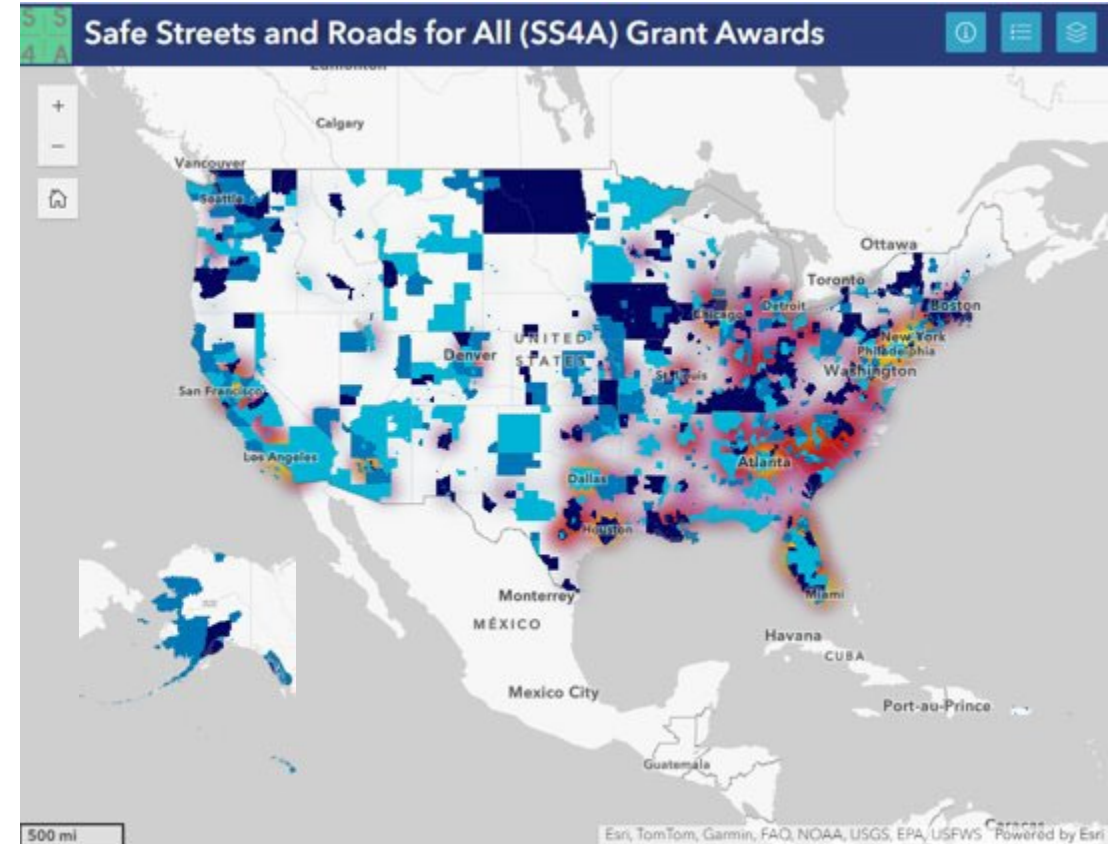 S S
4 A
Safe Streets and Roads for All (SS4A) Grant Awards
Edmonton
+
Calgary
−
Vancouver
Seattle
Ottawa
Toronto
Boston
Detroit
Chicago
New York
UNITED
STATES
Denver
Philadelphia
Washington
St. Louis
San Francisco
Los Angeles
Atlanta
Dallas
Houston
Monterrey
Miami
MÉXICO
Havana
CUBA
Mexico City
Port-au-Prince
Guatemala
Caracas
500 mi
Esri, TomTom, Garmin, FAO, NOAA, USGS, EPA, USFWS
Powered by Esri